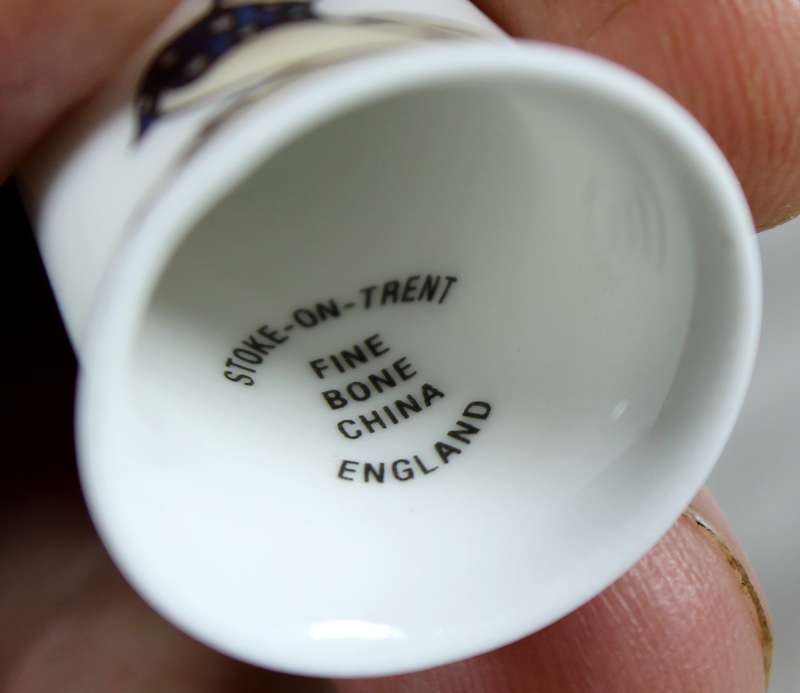 STOKE-ON-TRENT
FINE
BONE
CHINA
ENGLAND